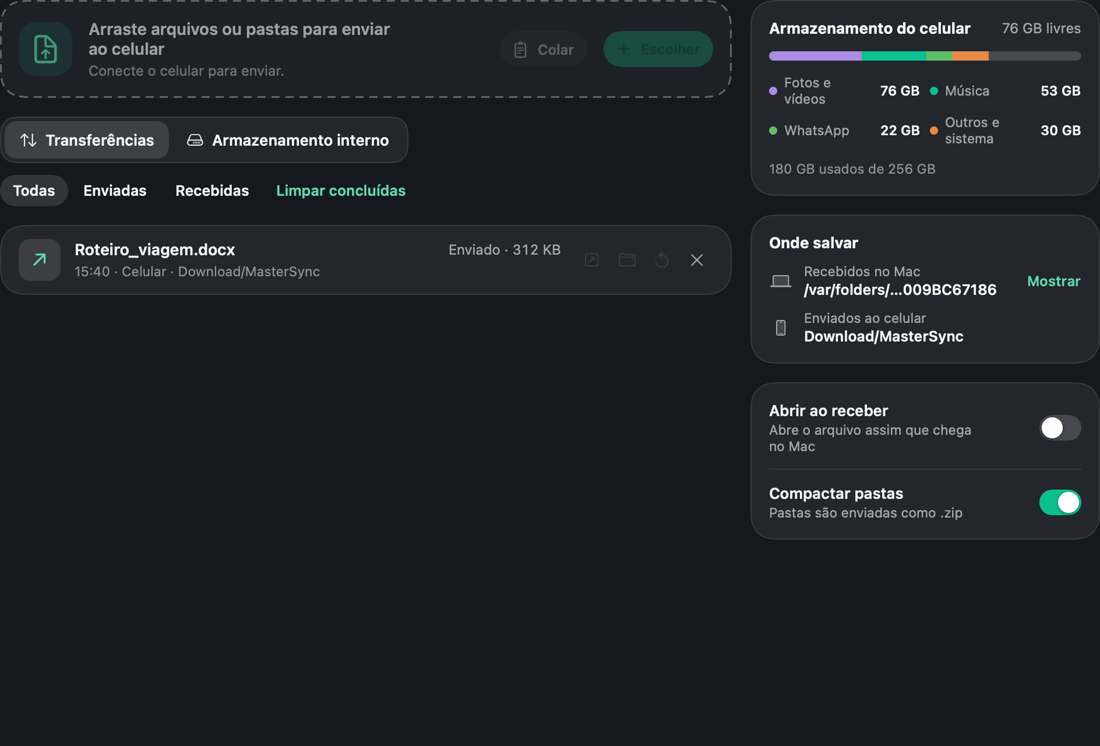 Arraste arquivos ou pastas para enviar
ao celular
Conecte o celular para enviar.
Colar
+ Escolher
Transferências
Armazenamento interno
Todas
Enviadas
Recebidas
Limpar concluídas
Roteiro_viagem.docx
Enviado · 312 KB
15:40 · Celular · Download/MasterSync
Armazenamento do celular
76 GB livres
Fotos e
vídeos
76 GB
Música
53 GB
WhatsApp
22 GB
Outros e
sistema
30 GB
180 GB usados de 256 GB
Onde salvar
Recebidos no Mac
/var/folders/...009BC67186
Mostrar
Enviados ao celular
Download/MasterSync
Abrir ao receber
Abre o arquivo assim que chega
no Mac
Compactar pastas
Pastas são enviadas como .zip